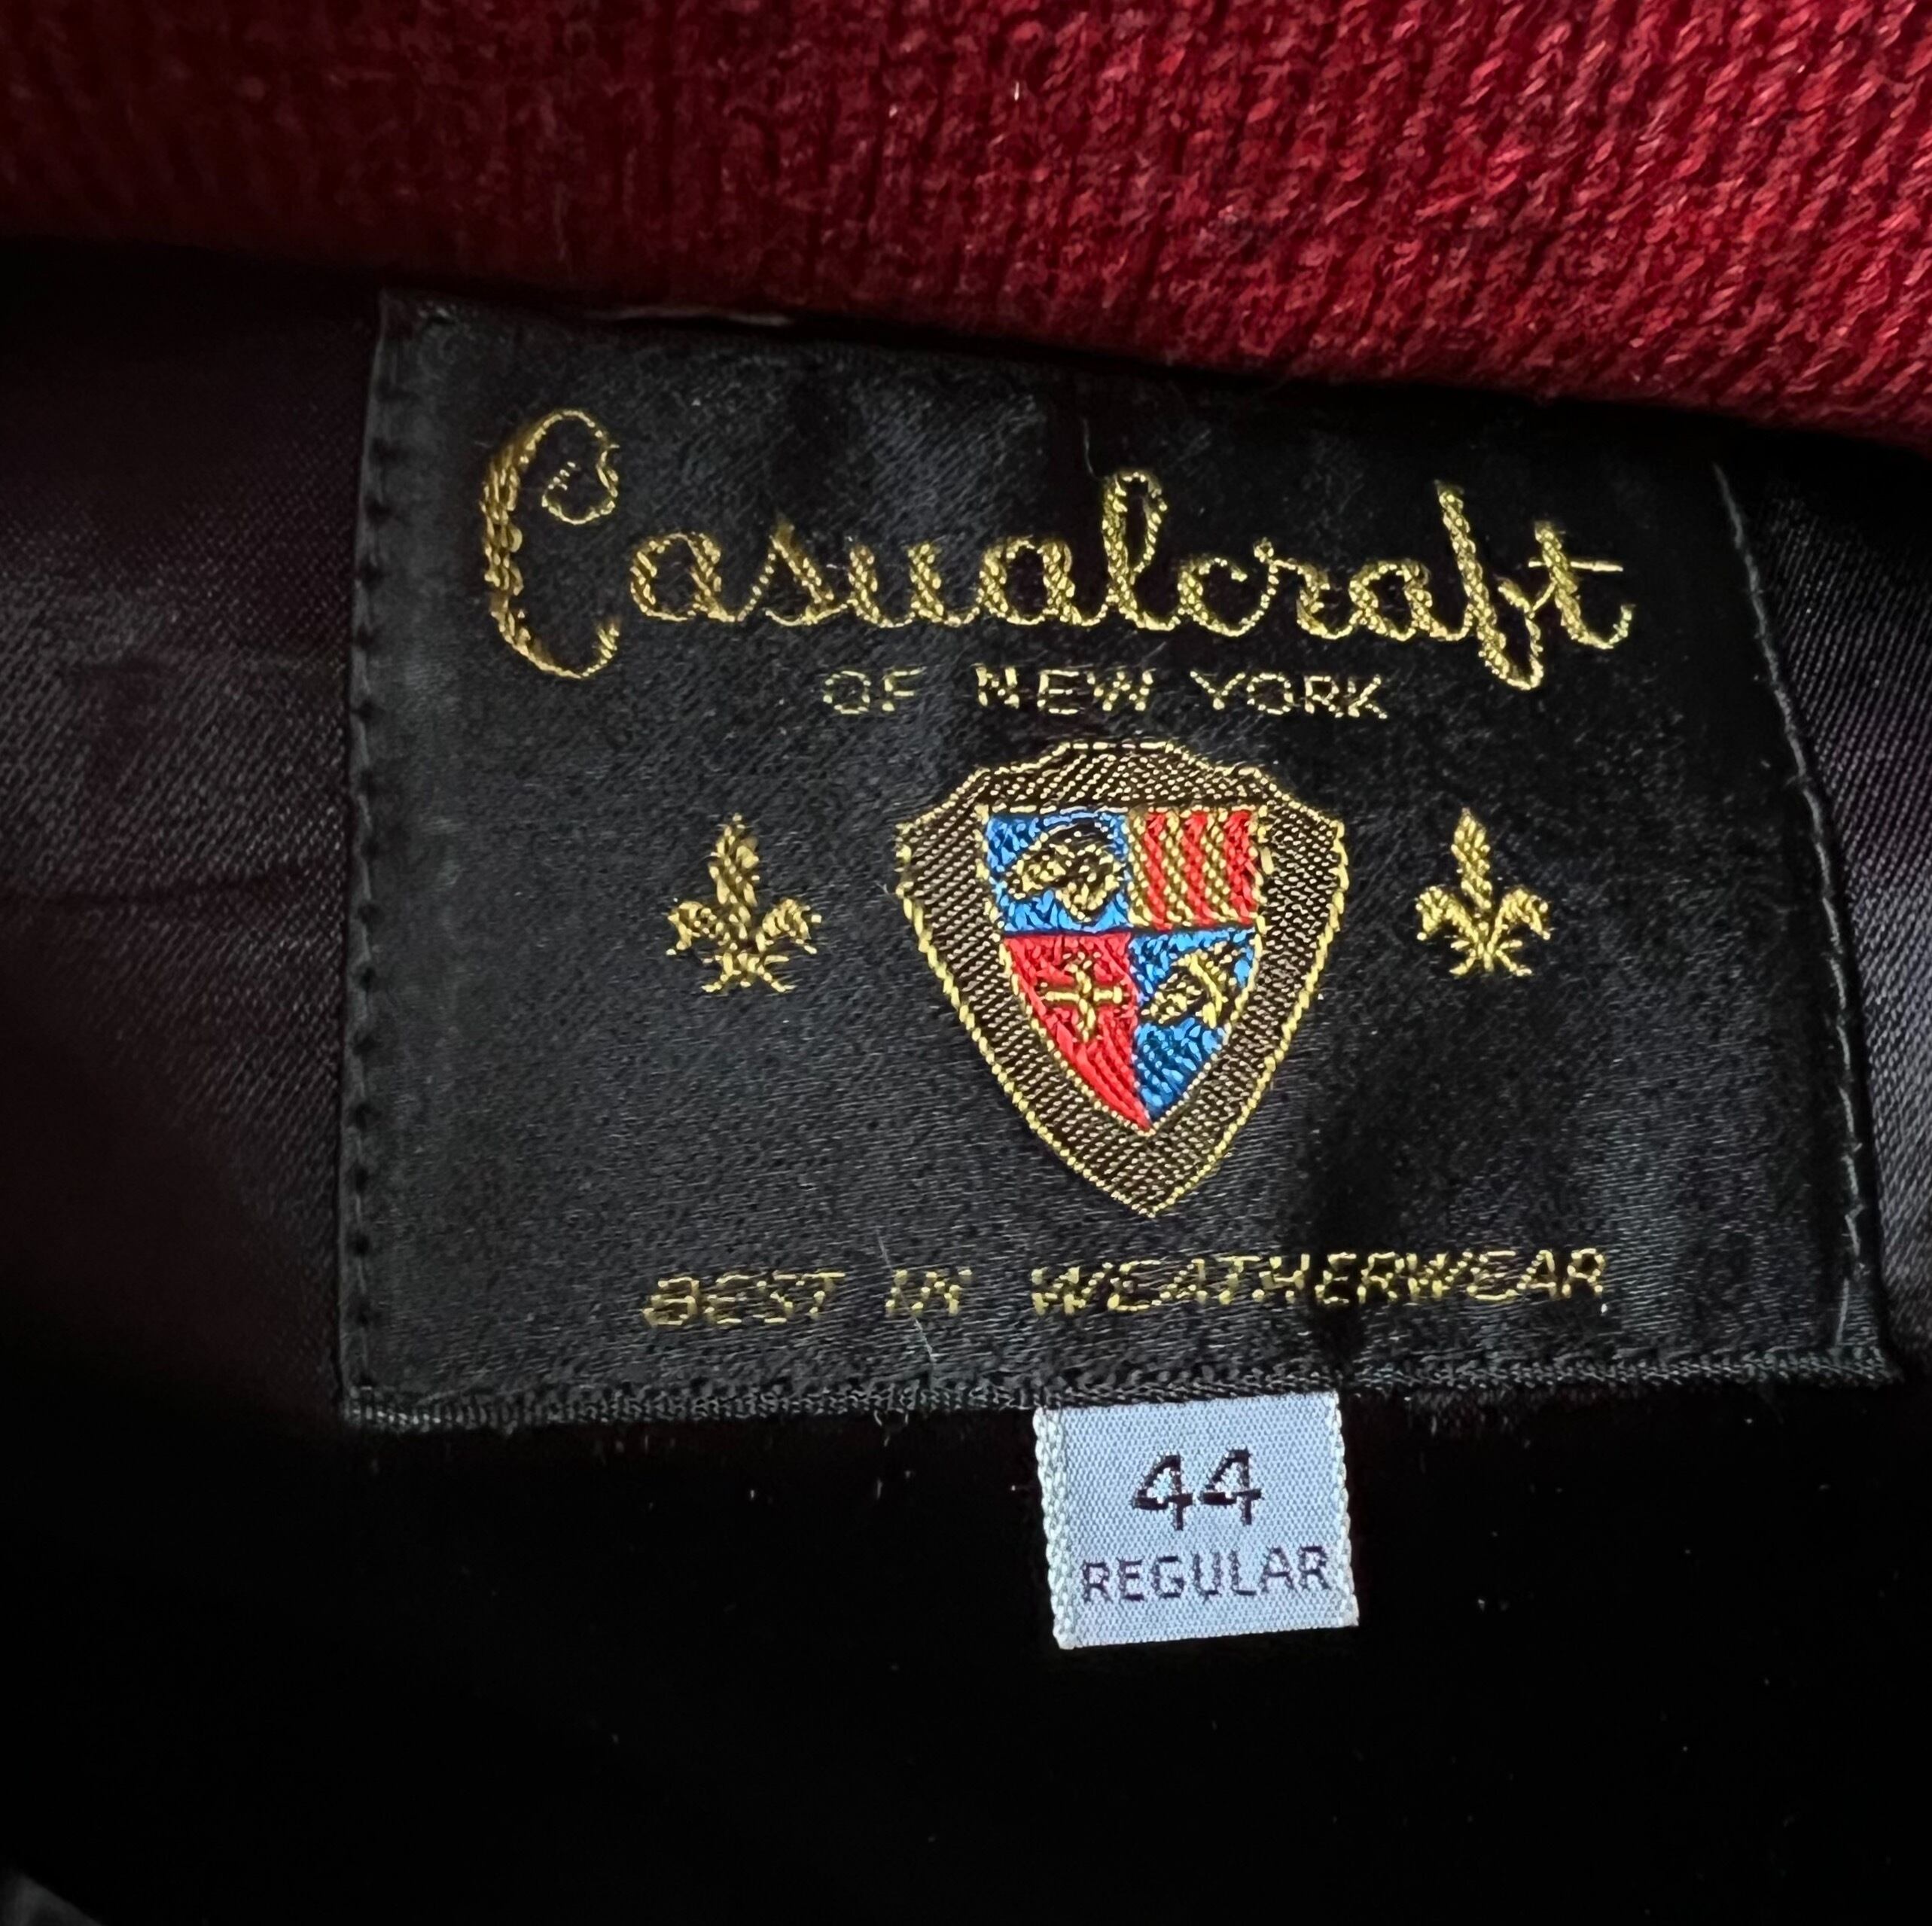 Casualcraft
OF NEW YORK
BEST IN WEATHERWEAR
44
REGULAR